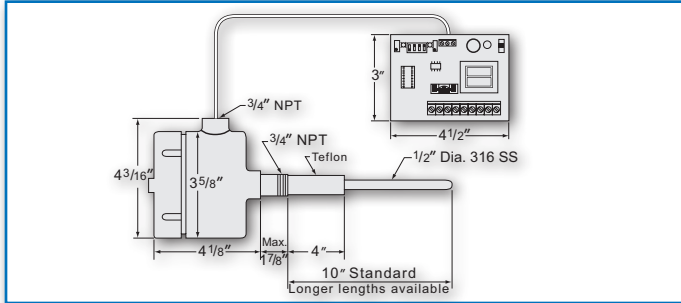 3"
4 1/2"
3/4" NPT
3/4" NPT
Teflon
1/2" Dia. 316 SS
4 3/16"
3 5/8"
4 1/8"
Max.
1 7/8"
4"
10" Standard
Longer lengths available